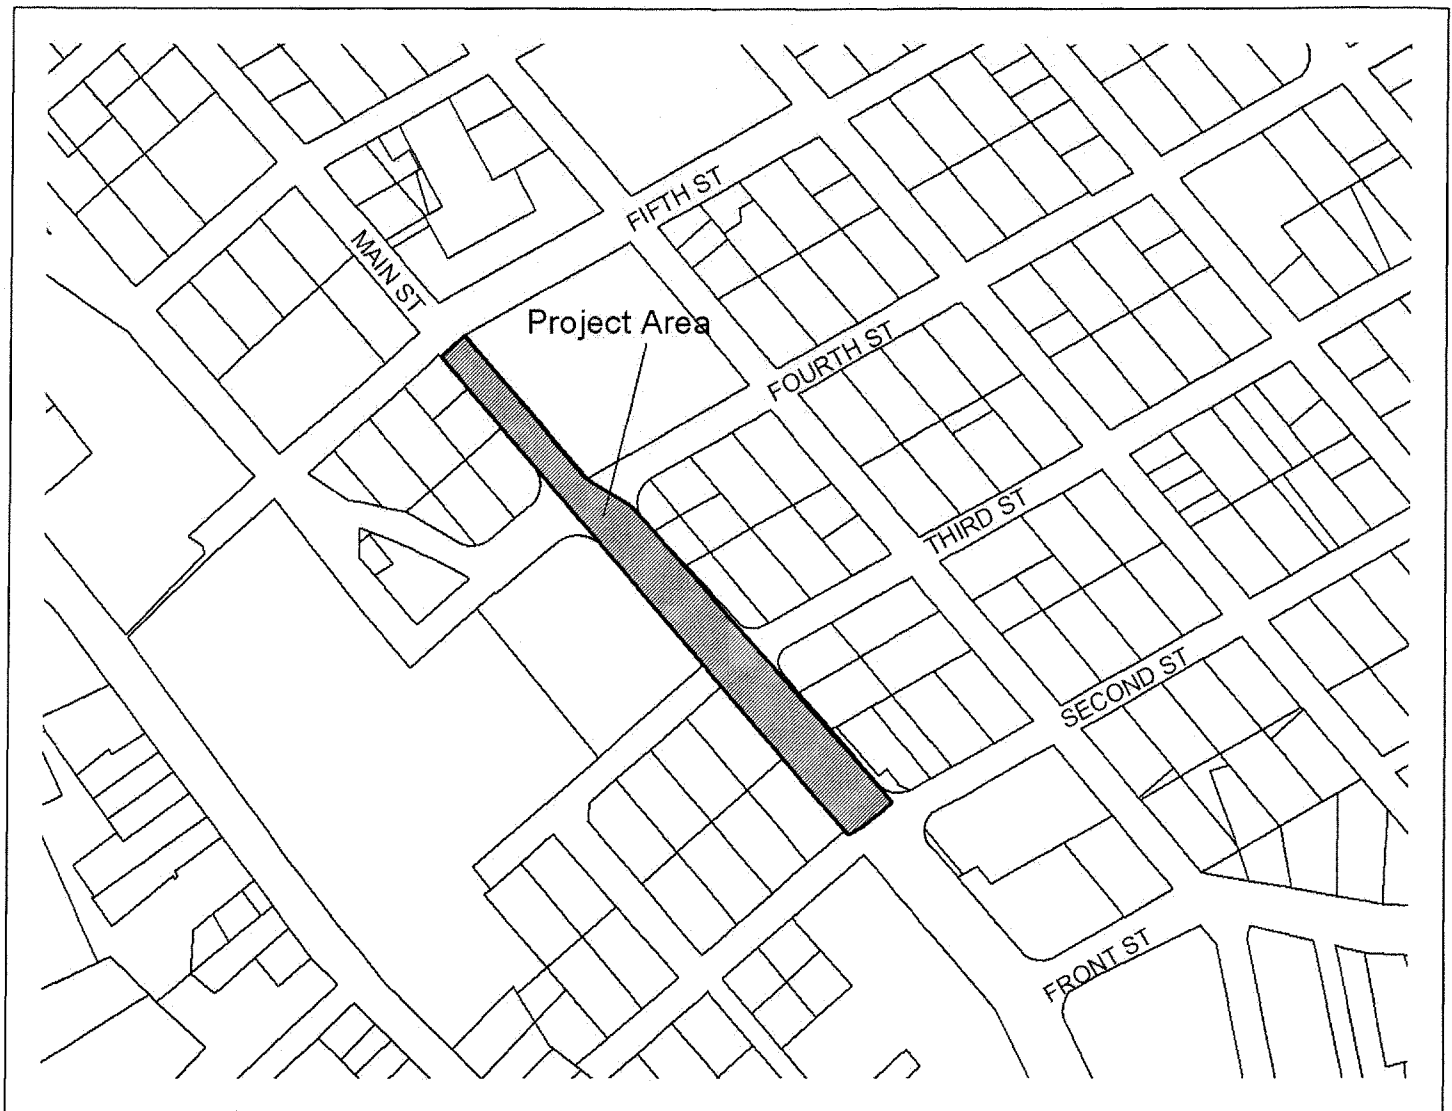 FIFTH ST
MAIN ST
Project Area
FOURTH ST
THIRD ST
SECOND ST
FRONT ST